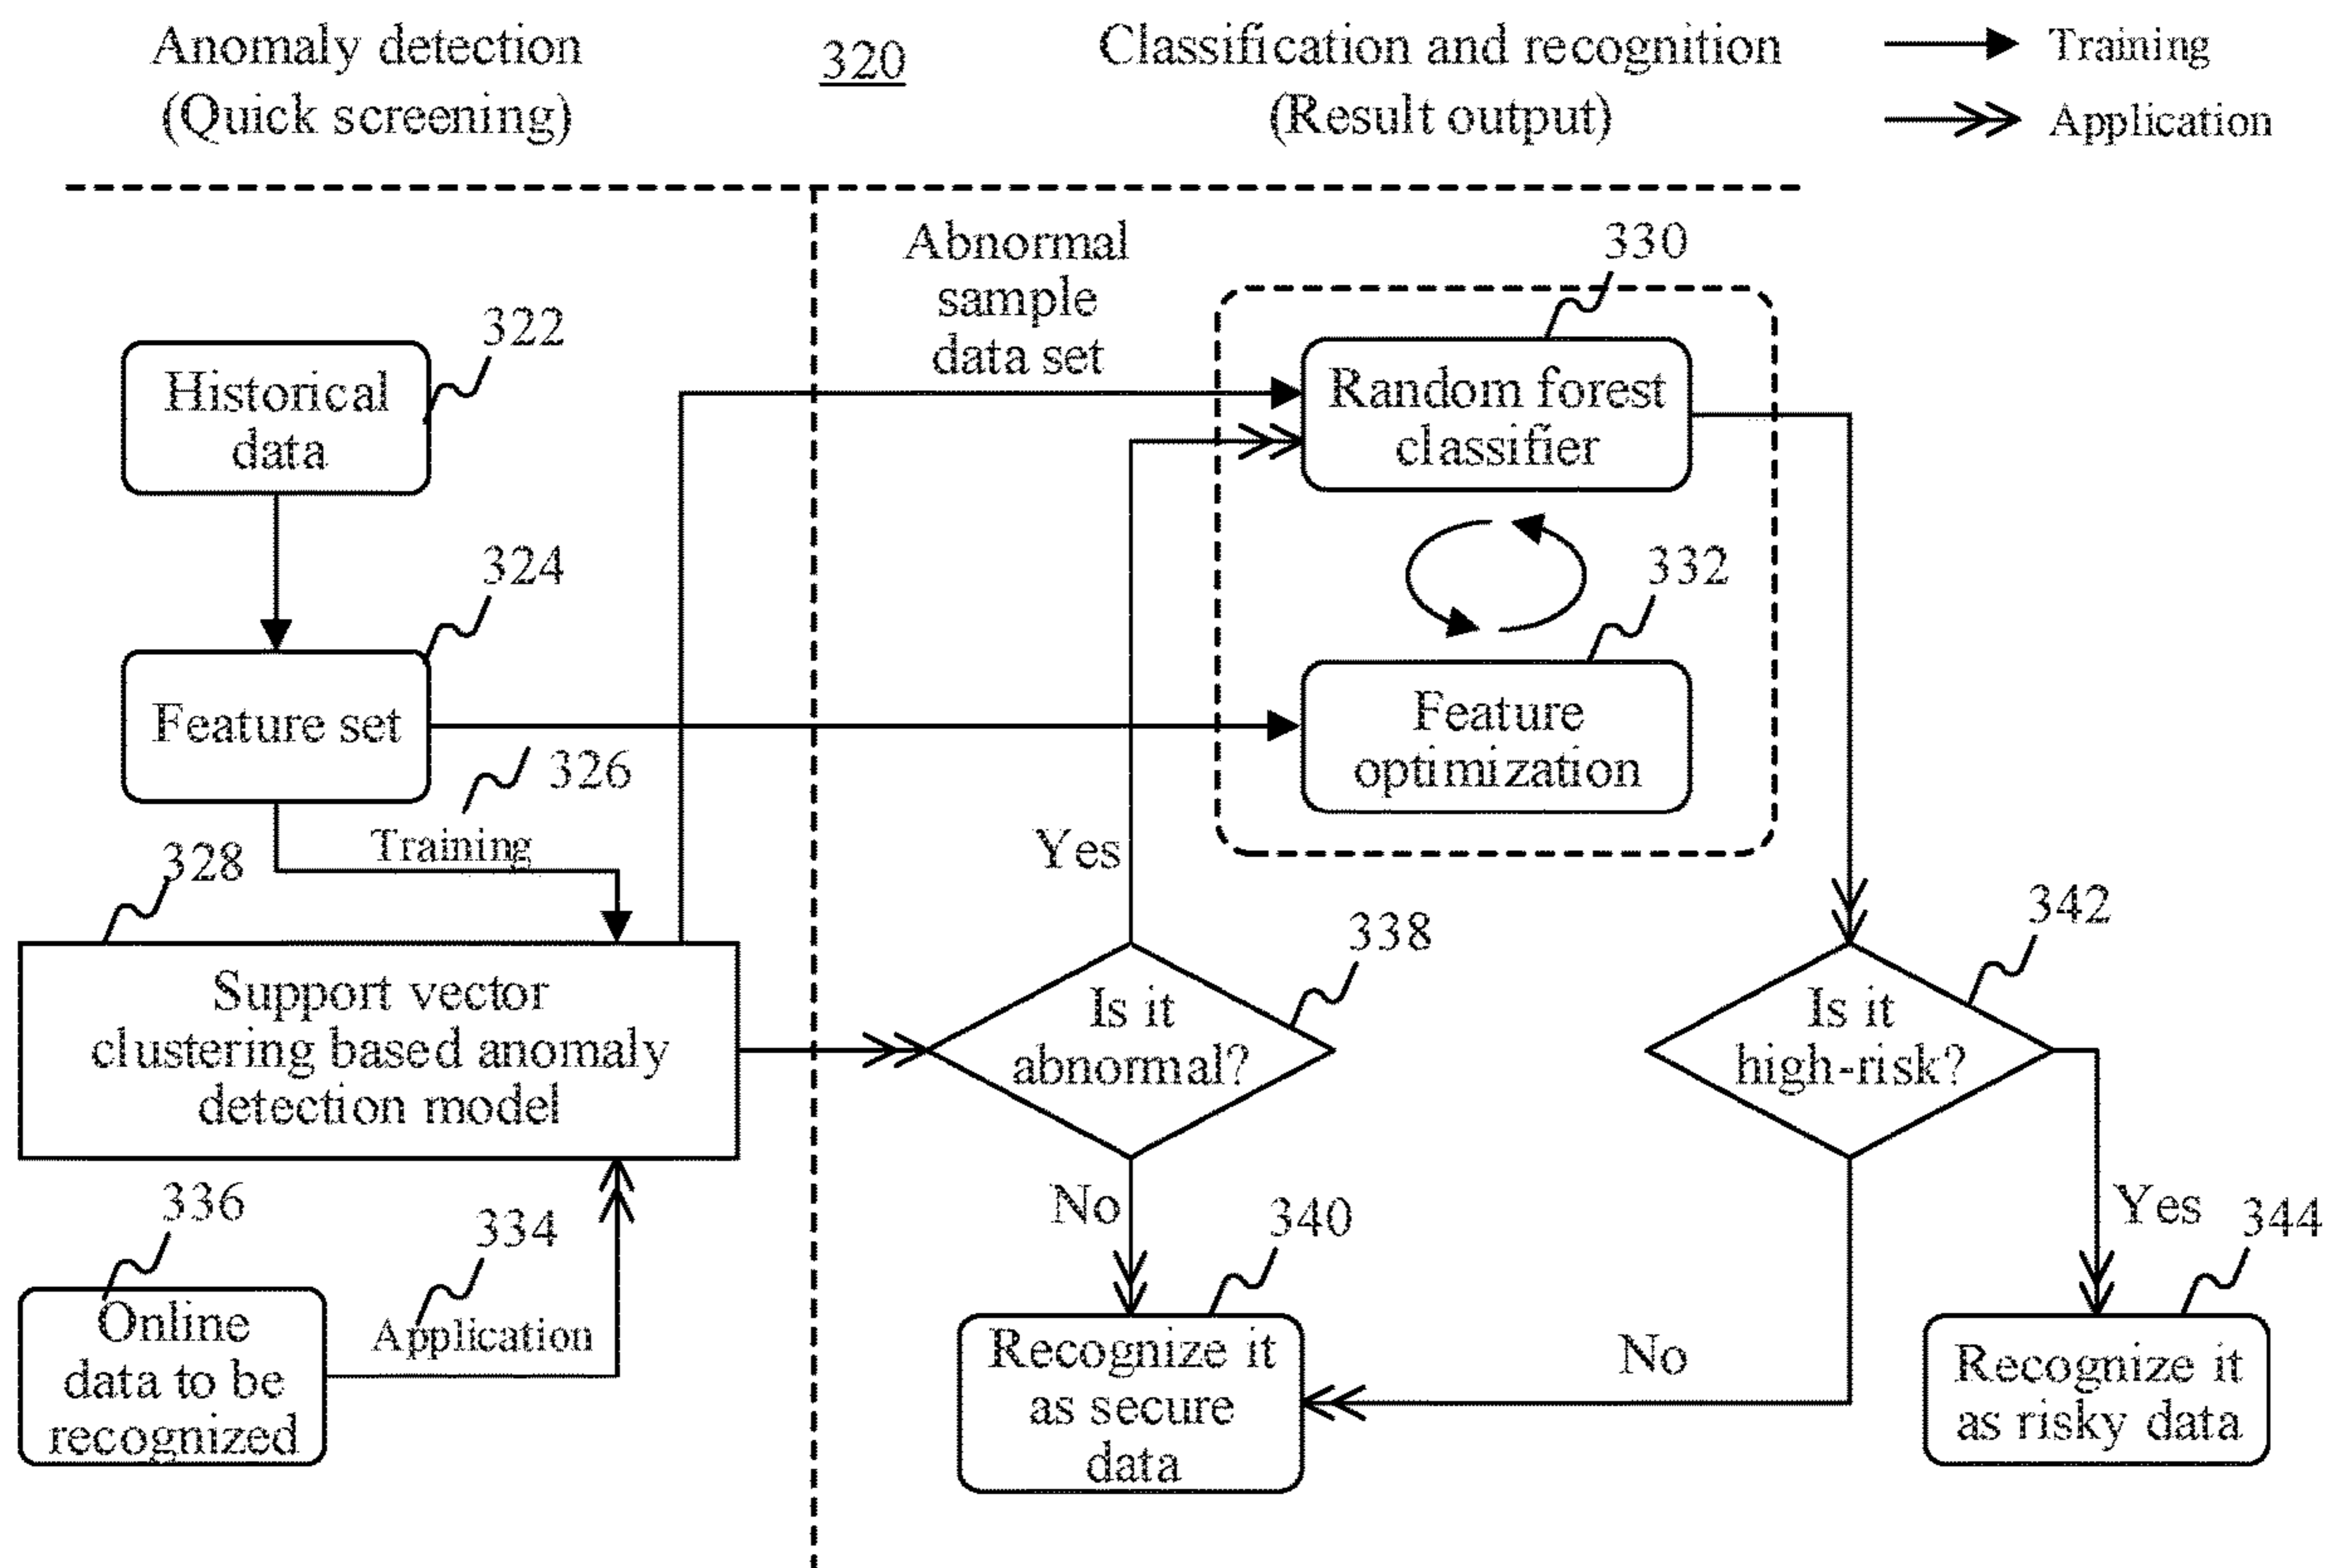 Anomaly detection
(Quick screening)
320
Classification and recognition
(Result output)
Training
Application
Abnormal
sample
data set
330
322
Historical
data
Random forest
classifier
324
332
Feature set
Feature
optimization
326
Training
Yes
328
338
342
Support vector
clustering based anomaly
detection model
Is it
abnormal?
Is it
high-risk?
336
334
No
340
Yes
344
Online
data to be
recognized
Application
Recognize it
as secure
data
No
Recognize it
as risky data